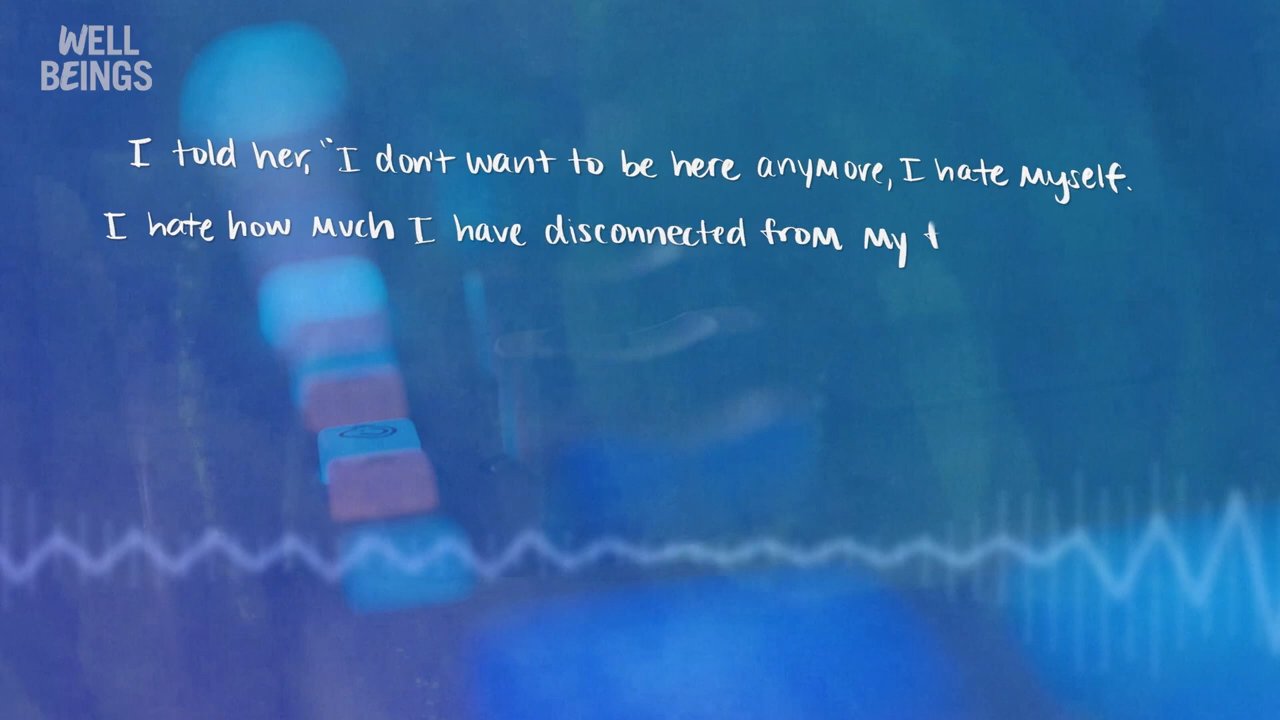 WELL
BEINGS
I told her, "I don't want to be here anymore, I hate myself.
I hate how much I have disconnected from my